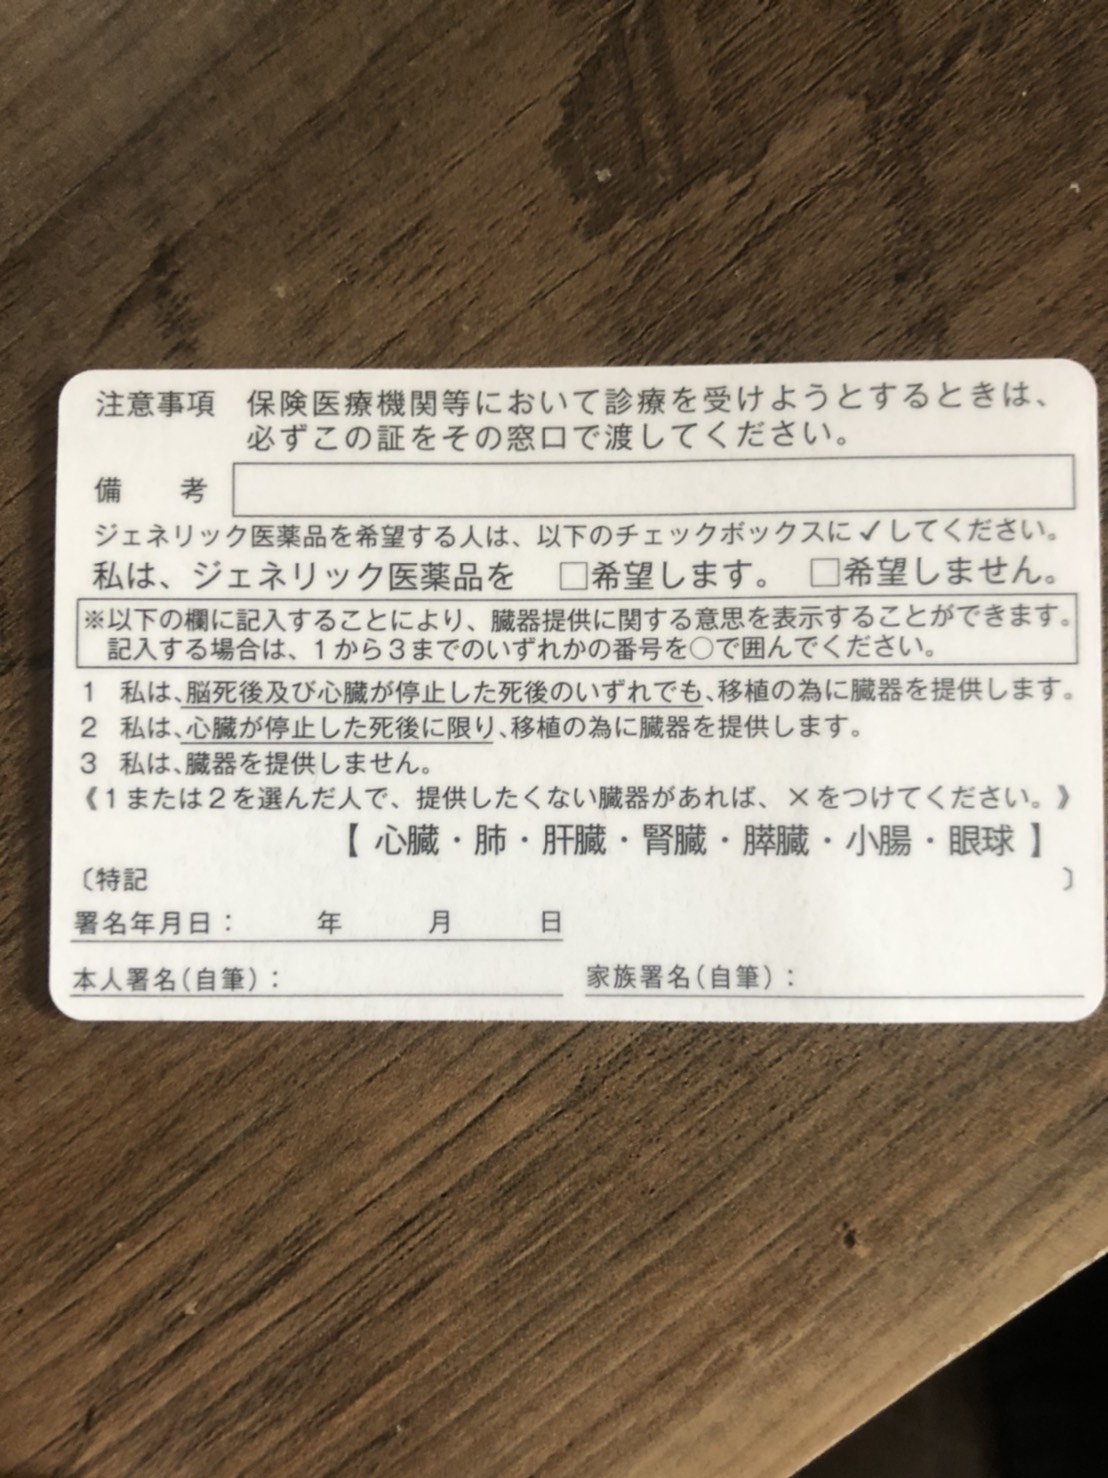 注意事項 保険医療機関等において診療を受けようとするときは、
必ずこの証をその窓口で渡してください。
備 考
ジェネリック医薬品を希望する人は、以下のチェックボックスに✓してください。
私は、ジェネリック医薬品を □希望します。 □希望しません。
※以下の欄に記入することにより、臓器提供に関する意思を表示することができます。
記入する場合は、1から3までのいずれかの番号を○で囲んでください。
1 私は、脳死後及び心臓が停止した死後のいずれでも、移植の為に臓器を提供します。
2 私は、心臓が停止した死後に限り、移植の為に臓器を提供します。
3 私は、臓器を提供しません。
《1または2を選んだ人で、提供したくない臓器があれば、×をつけてください。》
【 心臓・肺・肝臓・腎臓・膵臓・小腸・眼球 】
〔特記 〕
署名年月日： 年 月 日
本人署名(自筆)： 家族署名(自筆)：